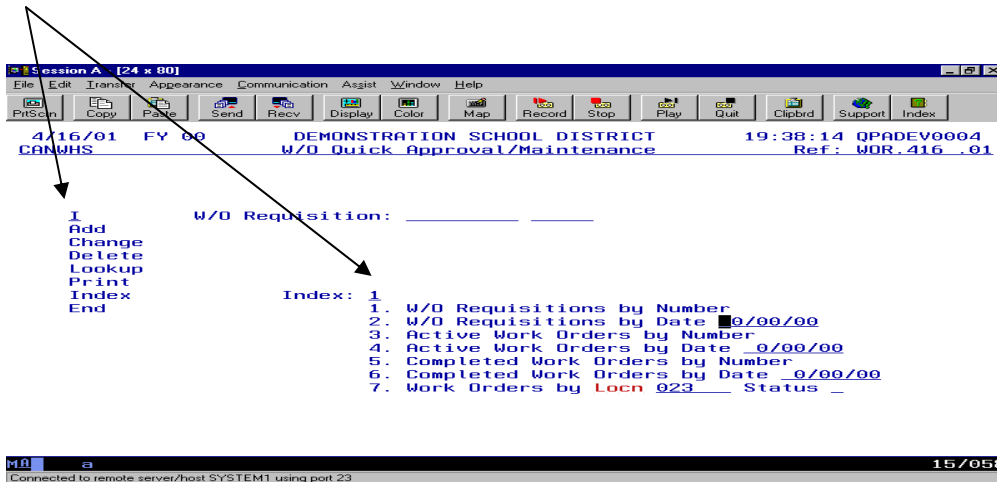 Session A - [24 x 80]
File Edit Transfer Appearance Communication Assist Window Help
PrtScrn Copy Paste Send Recv Display Color Map Record Stop Play Quit Clipbrd Support Index
4/16/01 FY 00 DEMONSTRATION SCHOOL DISTRICT 19:38:14 QPADEV0004
CANWHS W/O Quick Approval/Maintenance Ref: WOR.416 .01
I W/O Requisition:
Add
Change
Delete
Lookup
Print
Index Index: 1
End 1. W/O Requisitions by Number
2. W/O Requisitions by Date 0/00/00
3. Active Work Orders by Number
4. Active Work Orders by Date 0/00/00
5. Completed Work Orders by Number
6. Completed Work Orders by Date 0/00/00
7. Work Orders by Locn 023 Status
MA a 15/058
Connected to remote server/host SYSTEM1 using port 23